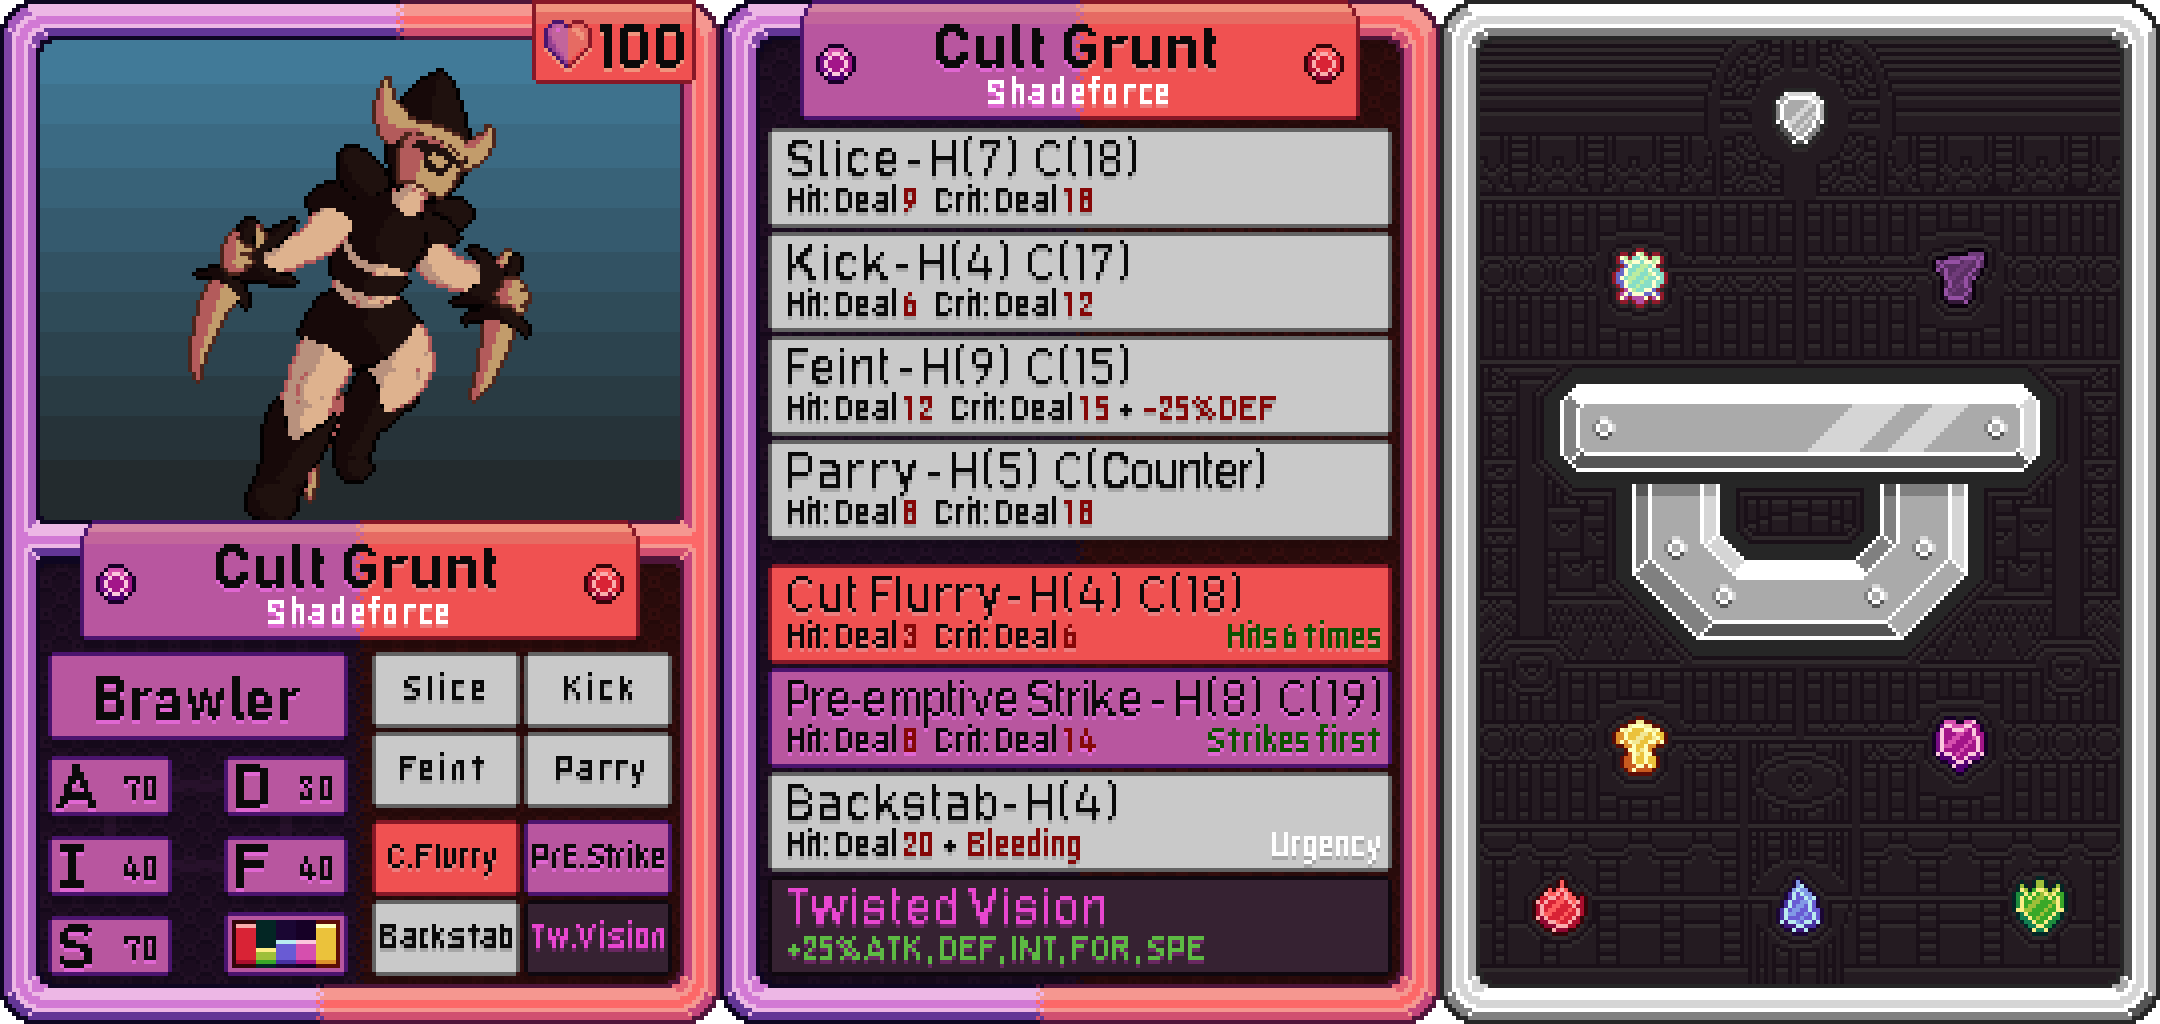 100
Cult Grunt
Shadeforce
Brawler
A 70
D 30
I 40
F 40
S 70
Slice
Kick
Feint
Parry
C.Flurry
PrE.Strike
Backstab
Tw.Vision
Cult Grunt
Shadeforce
Slice - H(7) C(18)
Hit: Deal 9 Crit: Deal 18
Kick - H(4) C(17)
Hit: Deal 6 Crit: Deal 12
Feint - H(9) C(15)
Hit: Deal 12 Crit: Deal 15 + -25% DEF
Parry - H(5) C(Counter)
Hit: Deal 8 Crit: Deal 18
Cut Flurry - H(4) C(18)
Hit: Deal 3 Crit: Deal 6 Hits 6 times
Pre-emptive Strike - H(8) C(19)
Hit: Deal 8 Crit: Deal 14 Strikes first
Backstab - H(4)
Hit: Deal 20 + Bleeding Urgency
Twisted Vision
+25% ATK, DEF, INT, FOR, SPE